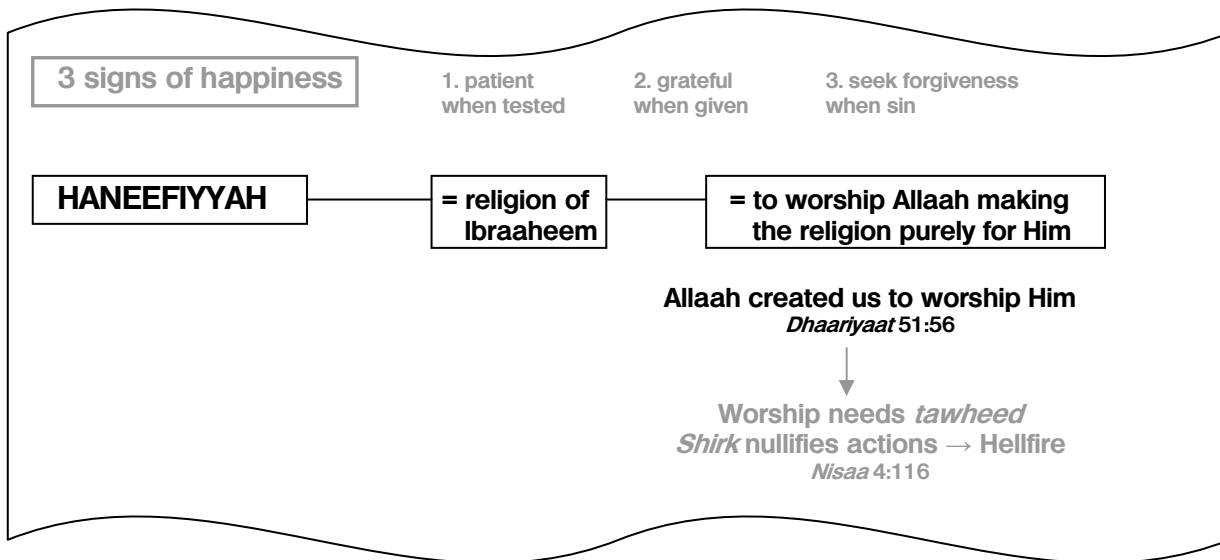 3 signs of happiness
1. patient
when tested
2. grateful
when given
3. seek forgiveness
when sin
HANEEFIYYAH
= religion of
Ibraaheem
= to worship Allaah making
the religion purely for Him
Allaah created us to worship Him
Dhaariyaat 51:56
Worship needs tawheed
Shirk nullifies actions → Hellfire
Nisaa 4:116